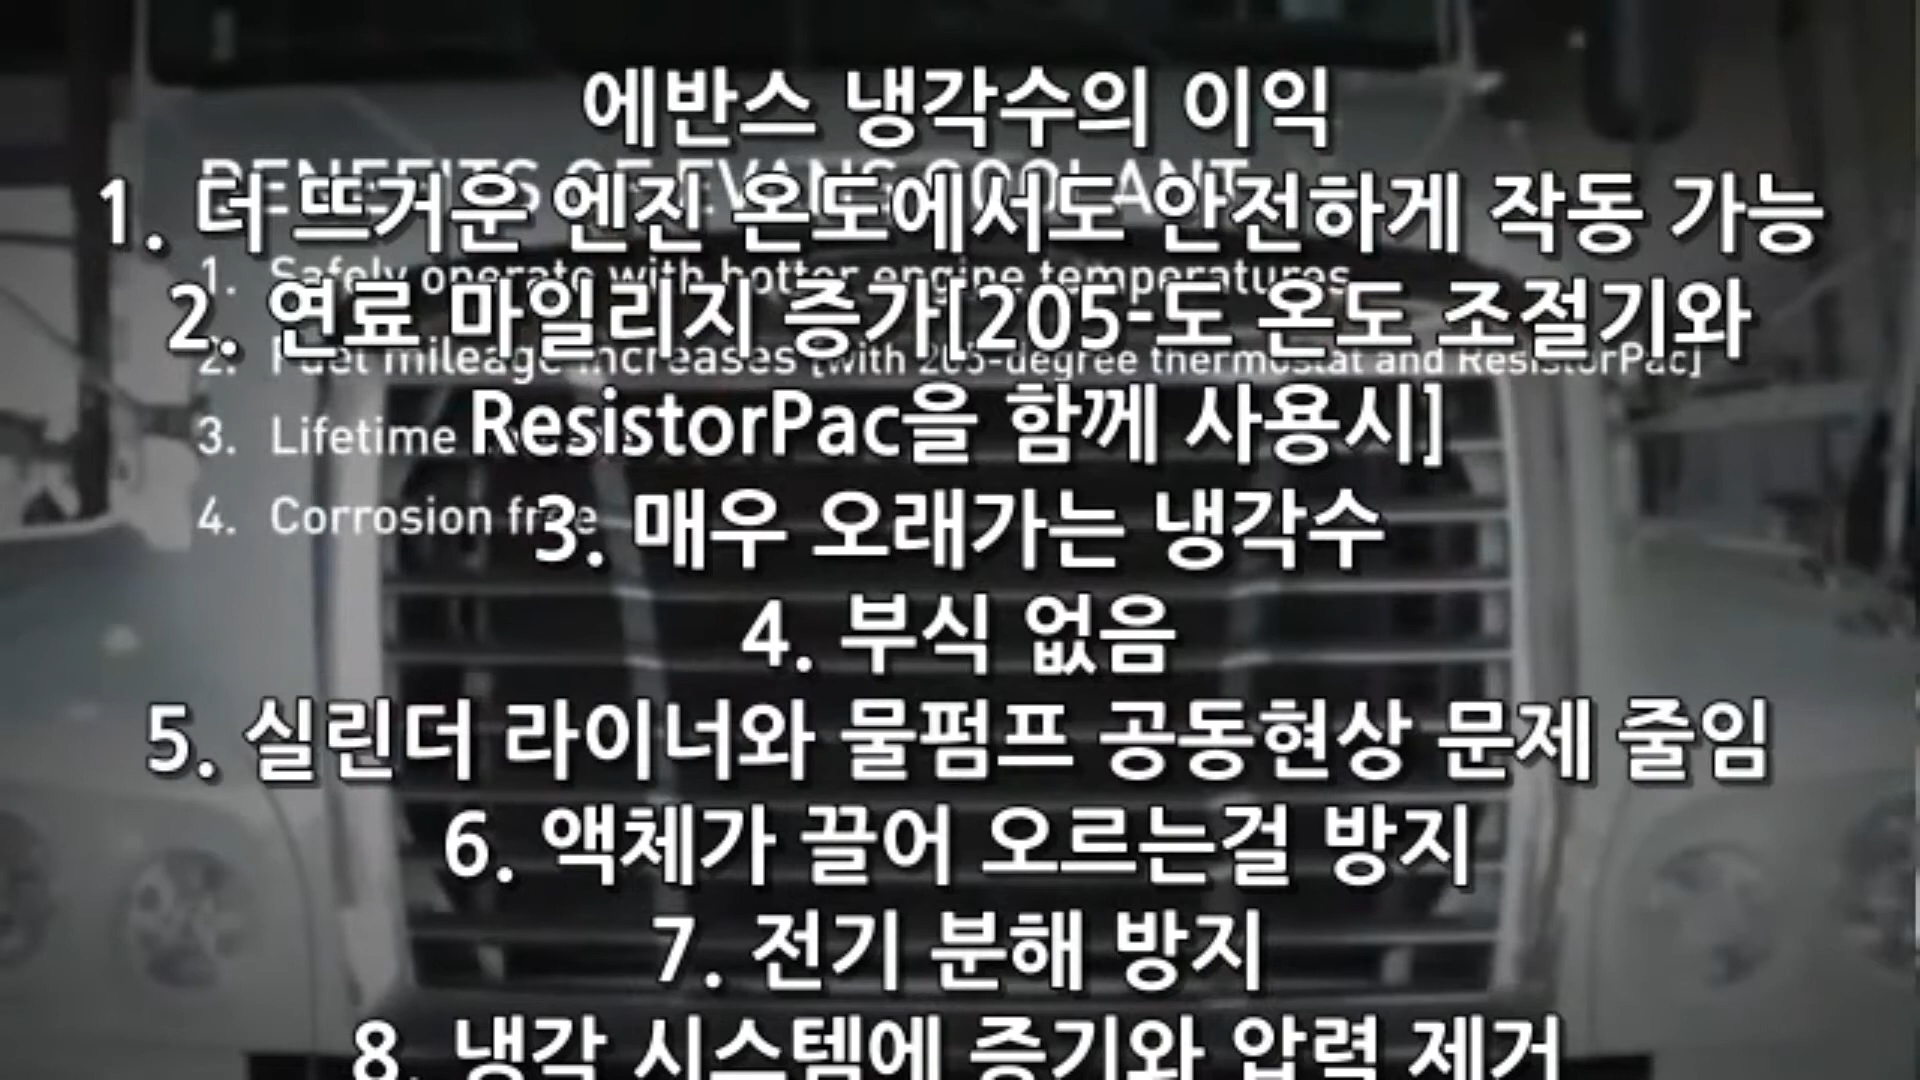 에반스 냉각수의 이익
BENEFITS OF EVANS COOLANT
1. 더 뜨거운 엔진 온도에서도 안전하게 작동 가능
1. Safely operate with hotter engine temperatures
2. 연료 마일리지 증가[205-도 온도 조절기와
2. Fuel mileage increases [with 205-degree thermostat and ResistorPac]
ResistorPac을 함께 사용시]
3. Lifetime
4. Corrosion free
3. 매우 오래가는 냉각수
4. 부식 없음
5. 실린더 라이너와 물펌프 공동현상 문제 줄임
6. 액체가 끓어 오르는걸 방지
7. 전기 분해 방지
8. 냉각 시스템에 증기와 압력 제거